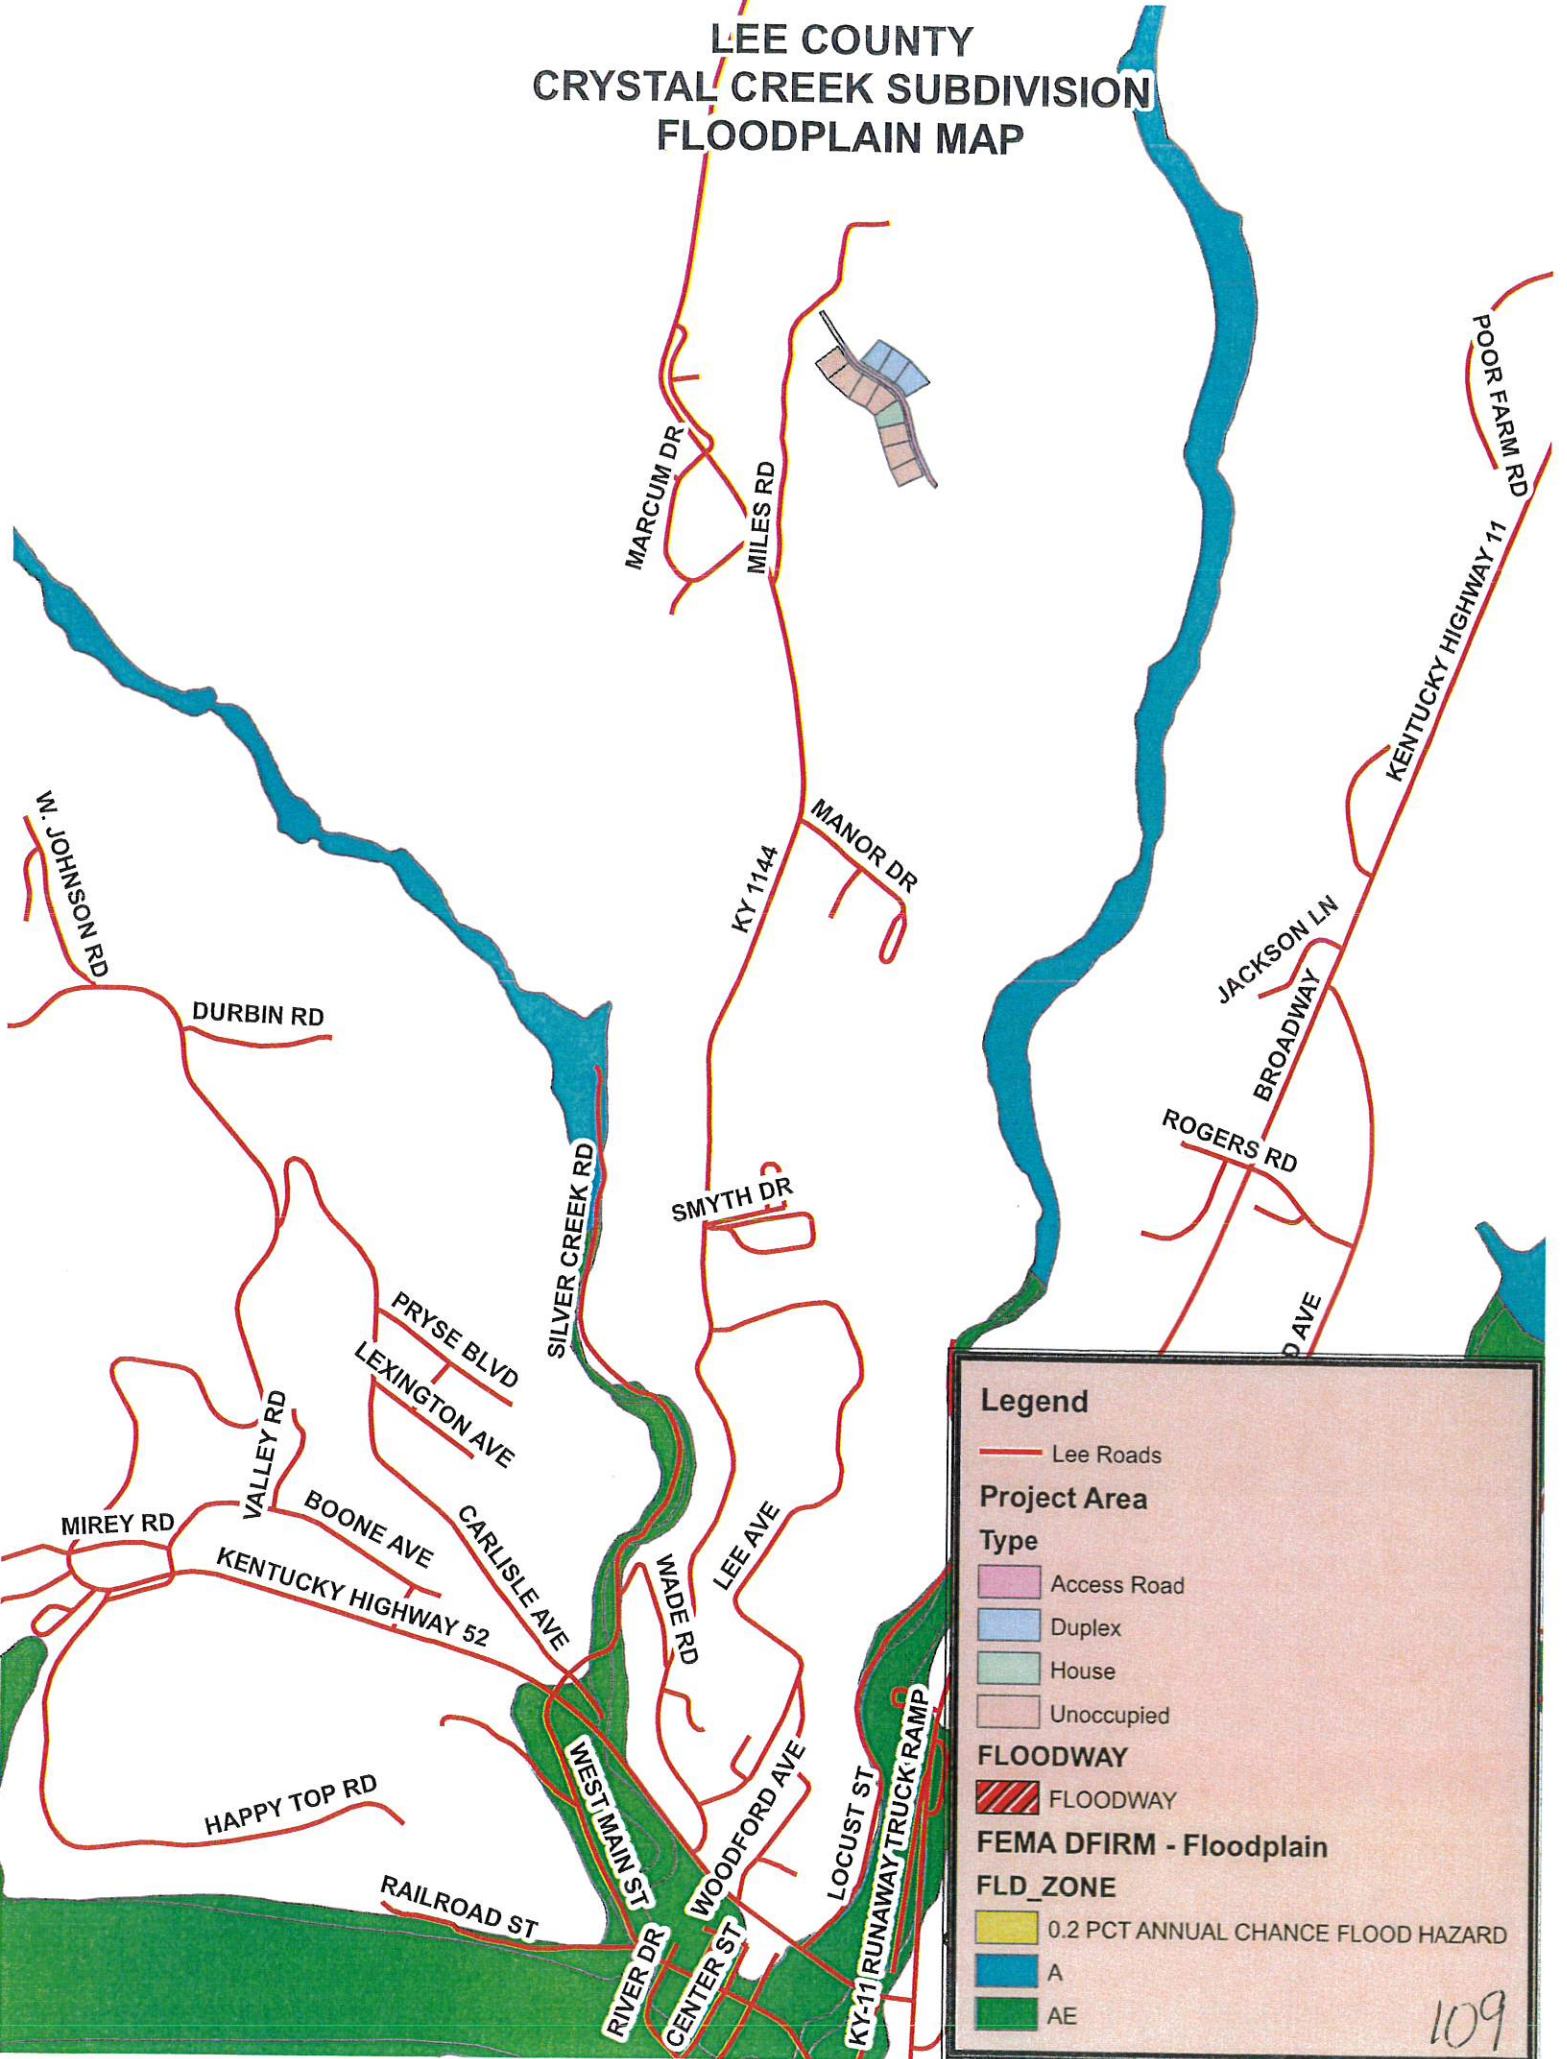 LEE COUNTY
CRYSTAL CREEK SUBDIVISION
FLOODPLAIN MAP
POOR FARM RD
MARCUM DR
MILES RD
KENTUCKY HIGHWAY 11
W. JOHNSON RD
MANOR DR
KY 1144
JACKSON LN
DURBIN RD
BROADWAY
ROGERS RD
SILVER CREEK RD
SMYTH DR
PRYSE BLVD
D AVE
LEXINGTON AVE
VALLEY RD
BOONE AVE
MIREY RD
CARLISLE AVE
KENTUCKY HIGHWAY 52
LEE AVE
WADE RD
HAPPY TOP RD
WEST MAIN ST
WOODFORD AVE
LOCUST ST
KY-11 RUNAWAY TRUCK RAMP
RAILROAD ST
RIVER DR
CENTER ST
Legend
Lee Roads
Project Area
Type
Access Road
Duplex
House
Unoccupied
FLOODWAY
FLOODWAY
FEMA DFIRM - Floodplain
FLD_ZONE
0.2 PCT ANNUAL CHANCE FLOOD HAZARD
A
AE
109